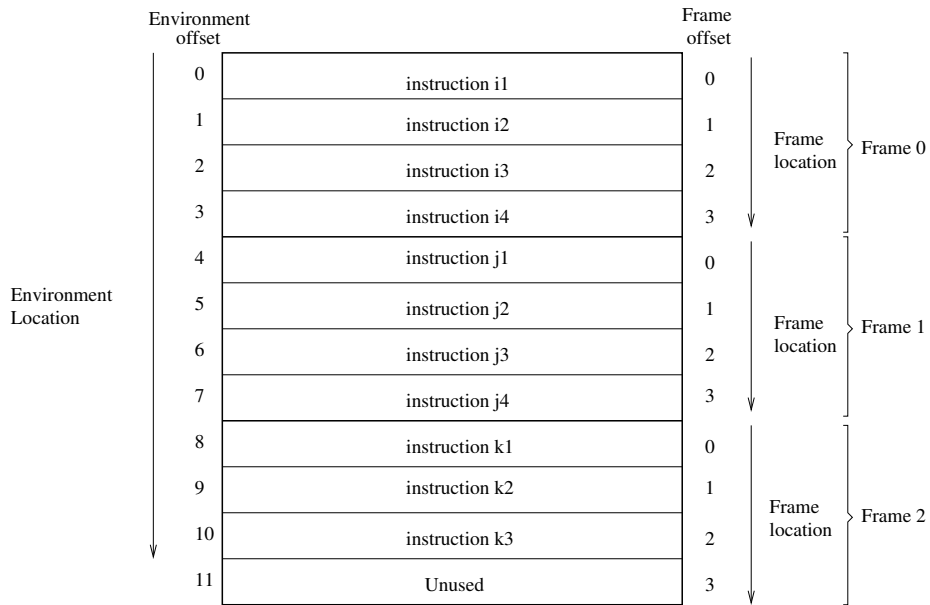 Environment
offset
Frame
offset
0
instruction i1
0
1
instruction i2
1
Frame
location
Frame 0
2
instruction i3
2
3
instruction i4
3
4
instruction j1
0
Environment
Location
5
instruction j2
1
Frame
location
Frame 1
6
instruction j3
2
7
instruction j4
3
8
instruction k1
0
9
instruction k2
1
Frame
location
Frame 2
10
instruction k3
2
11
Unused
3